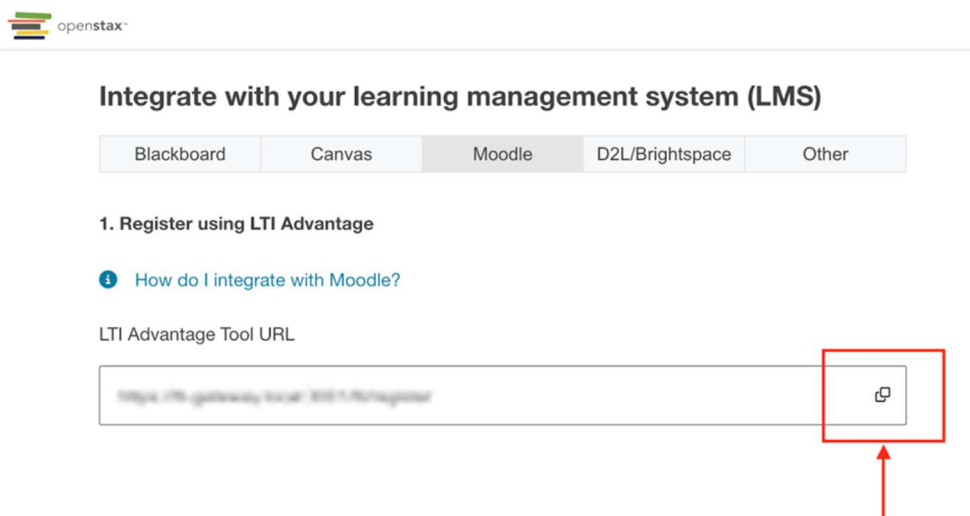 openstax™
Integrate with your learning management system (LMS)
Blackboard
Canvas
Moodle
D2L/Brightspace
Other
1. Register using LTI Advantage
How do I integrate with Moodle?
LTI Advantage Tool URL